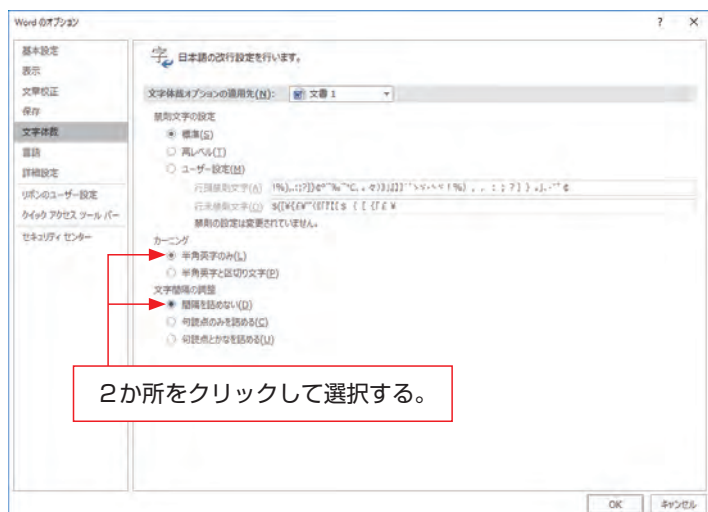 Word のオプション
? ×
基本設定
表示
文章校正
保存
文字体裁
言語
詳細設定
リボンのユーザー設定
クイック アクセス ツール バー
セキュリティ センター
日本語の改行設定を行います。
文字体裁オプションの適用先(N): 文書 1
禁則文字の設定
標準(S)
高レベル(T)
ユーザー設定(M)
行頭禁則文字(A)
行末禁則文字(O)
禁則の設定は変更されていません。
カーニング
半角英字のみ(L)
半角英字と区切り文字(P)
文字間隔の調整
間隔を詰めない(D)
句読点のみを詰める(C)
句読点とかなを詰める(U)
2か所をクリックして選択する。
OK キャンセル